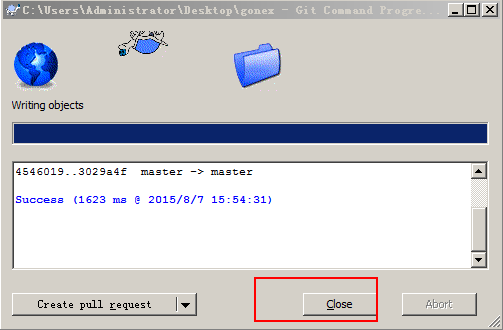 C:\Users\Administrator\Desktop\gonex - Git Command Progre...
Writing objects
4546019..3029a4f  master -> master
Success (1623 ms @ 2015/8/7 15:54:31)
Create pull request
Close
Abort